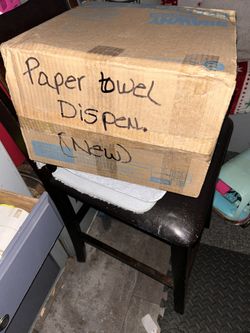 Paper towel
Dispen.
(New)